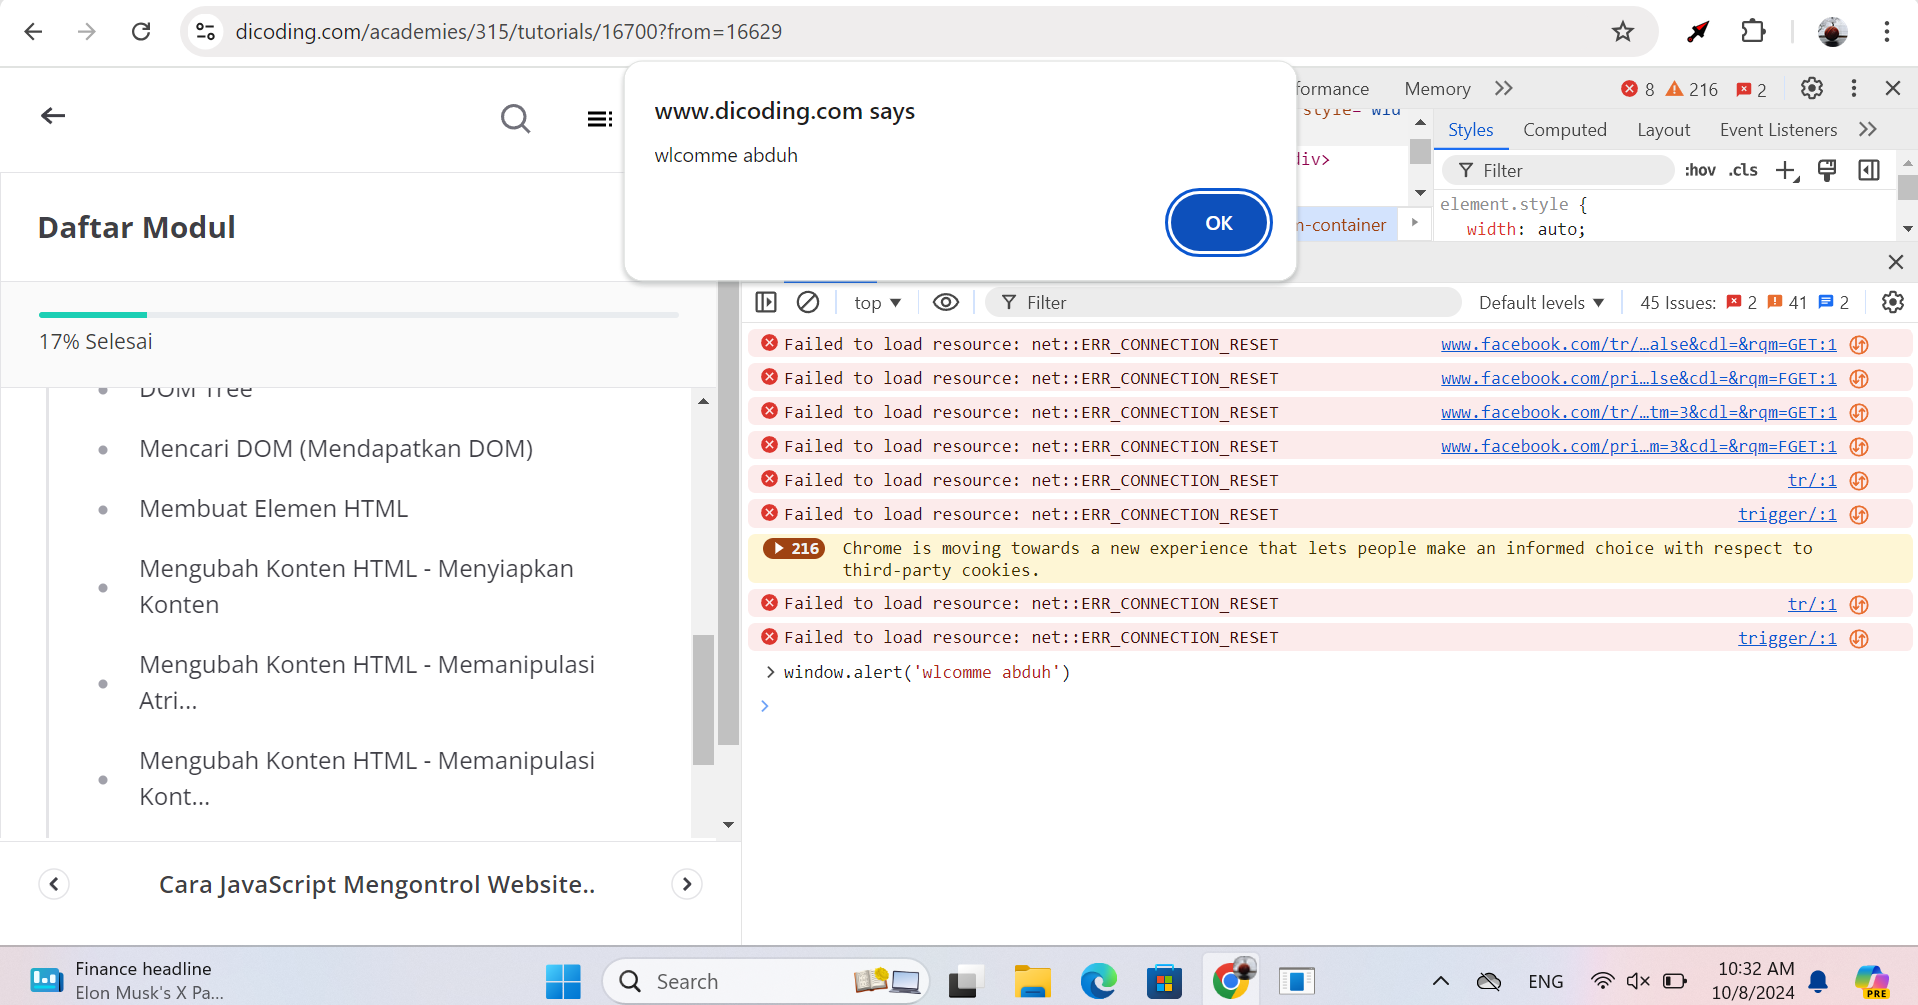 dicoding.com/academies/315/tutorials/16700?from=16629
www.dicoding.com says
wlcomme abduh
OK
formance
Memory
8
216
2
Styles
Computed
Layout
Event Listeners
Filter
:hov
.cls
element.style {
width: auto;
style="wid
div>
n-container
Daftar Modul
17% Selesai
DOM Tree
Mencari DOM (Mendapatkan DOM)
Membuat Elemen HTML
Mengubah Konten HTML - Menyiapkan
Konten
Mengubah Konten HTML - Memanipulasi
Atri...
Mengubah Konten HTML - Memanipulasi
Kont...
Cara JavaScript Mengontrol Website..
top
Filter
Default levels
45 Issues:
2
41
2
Failed to load resource: net::ERR_CONNECTION_RESET www.facebook.com/tr/…alse&cdl=&rqm=GET:1
Failed to load resource: net::ERR_CONNECTION_RESET www.facebook.com/pri…lse&cdl=&rqm=FGET:1
Failed to load resource: net::ERR_CONNECTION_RESET www.facebook.com/tr/…tm=3&cdl=&rqm=GET:1
Failed to load resource: net::ERR_CONNECTION_RESET www.facebook.com/pri…m=3&cdl=&rqm=FGET:1
Failed to load resource: net::ERR_CONNECTION_RESET tr/:1
Failed to load resource: net::ERR_CONNECTION_RESET trigger/:1
216 Chrome is moving towards a new experience that lets people make an informed choice with respect to
third-party cookies.
Failed to load resource: net::ERR_CONNECTION_RESET tr/:1
Failed to load resource: net::ERR_CONNECTION_RESET trigger/:1
window.alert('wlcomme abduh')
Finance headline
Elon Musk's X Pa...
Search
ENG
10:32 AM
10/8/2024
PRE